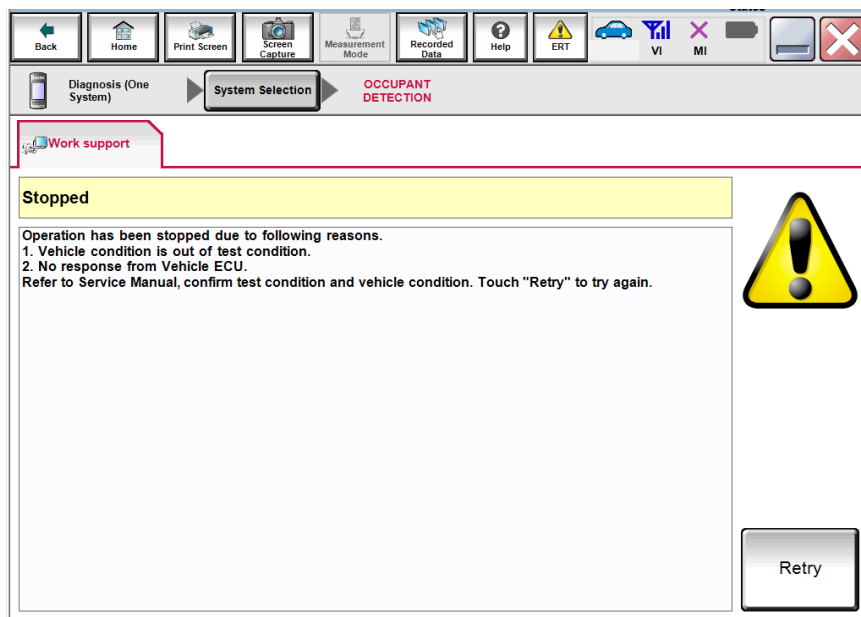 Back
Home
Print Screen
Screen
Capture
Measurement
Mode
Recorded
Data
Help
ERT
VI
MI
Diagnosis (One
System)
System Selection
OCCUPANT
DETECTION
Work support
Stopped
Operation has been stopped due to following reasons.
1. Vehicle condition is out of test condition.
2. No response from Vehicle ECU.
Refer to Service Manual, confirm test condition and vehicle condition. Touch "Retry" to try again.
Retry